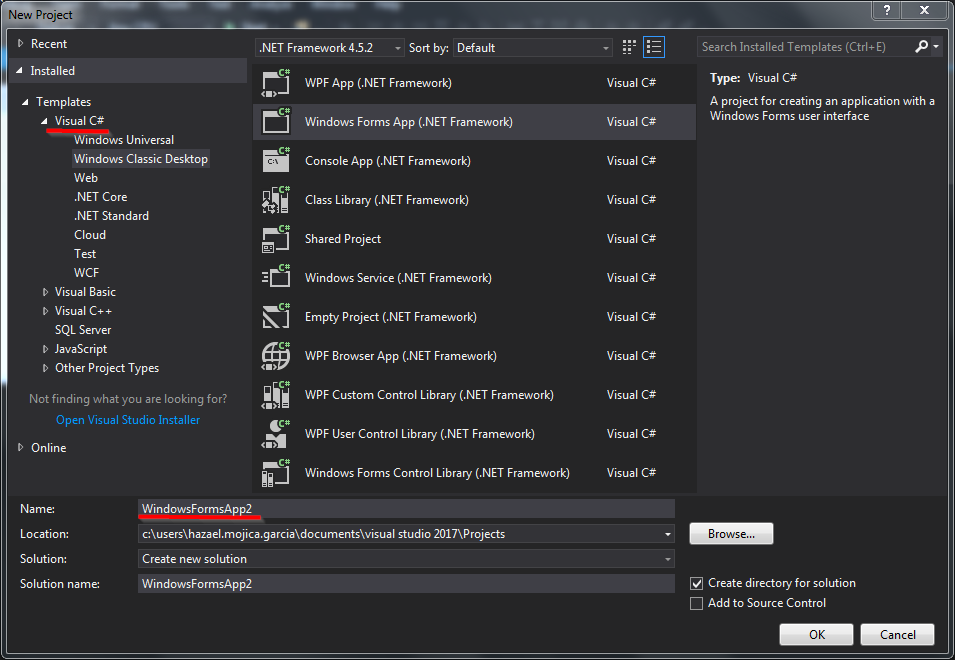 New Project
Recent
Installed
Templates
Visual C#
Windows Universal
Windows Classic Desktop
Web
.NET Core
.NET Standard
Cloud
Test
WCF
Visual Basic
Visual C++
SQL Server
JavaScript
Other Project Types
Not finding what you are looking for?
Open Visual Studio Installer
Online
.NET Framework 4.5.2 Sort by: Default
WPF App (.NET Framework) Visual C#
Windows Forms App (.NET Framework) Visual C#
Console App (.NET Framework) Visual C#
Class Library (.NET Framework) Visual C#
Shared Project Visual C#
Windows Service (.NET Framework) Visual C#
Empty Project (.NET Framework) Visual C#
WPF Browser App (.NET Framework) Visual C#
WPF Custom Control Library (.NET Framework) Visual C#
WPF User Control Library (.NET Framework) Visual C#
Windows Forms Control Library (.NET Framework) Visual C#
Search Installed Templates (Ctrl+E)
Type: Visual C#
A project for creating an application with a
Windows Forms user interface
Name: WindowsFormsApp2
Location: c:\users\hazael.mojica.garcia\documents\visual studio 2017\Projects
Browse...
Solution: Create new solution
Solution name: WindowsFormsApp2
Create directory for solution
Add to Source Control
OK Cancel